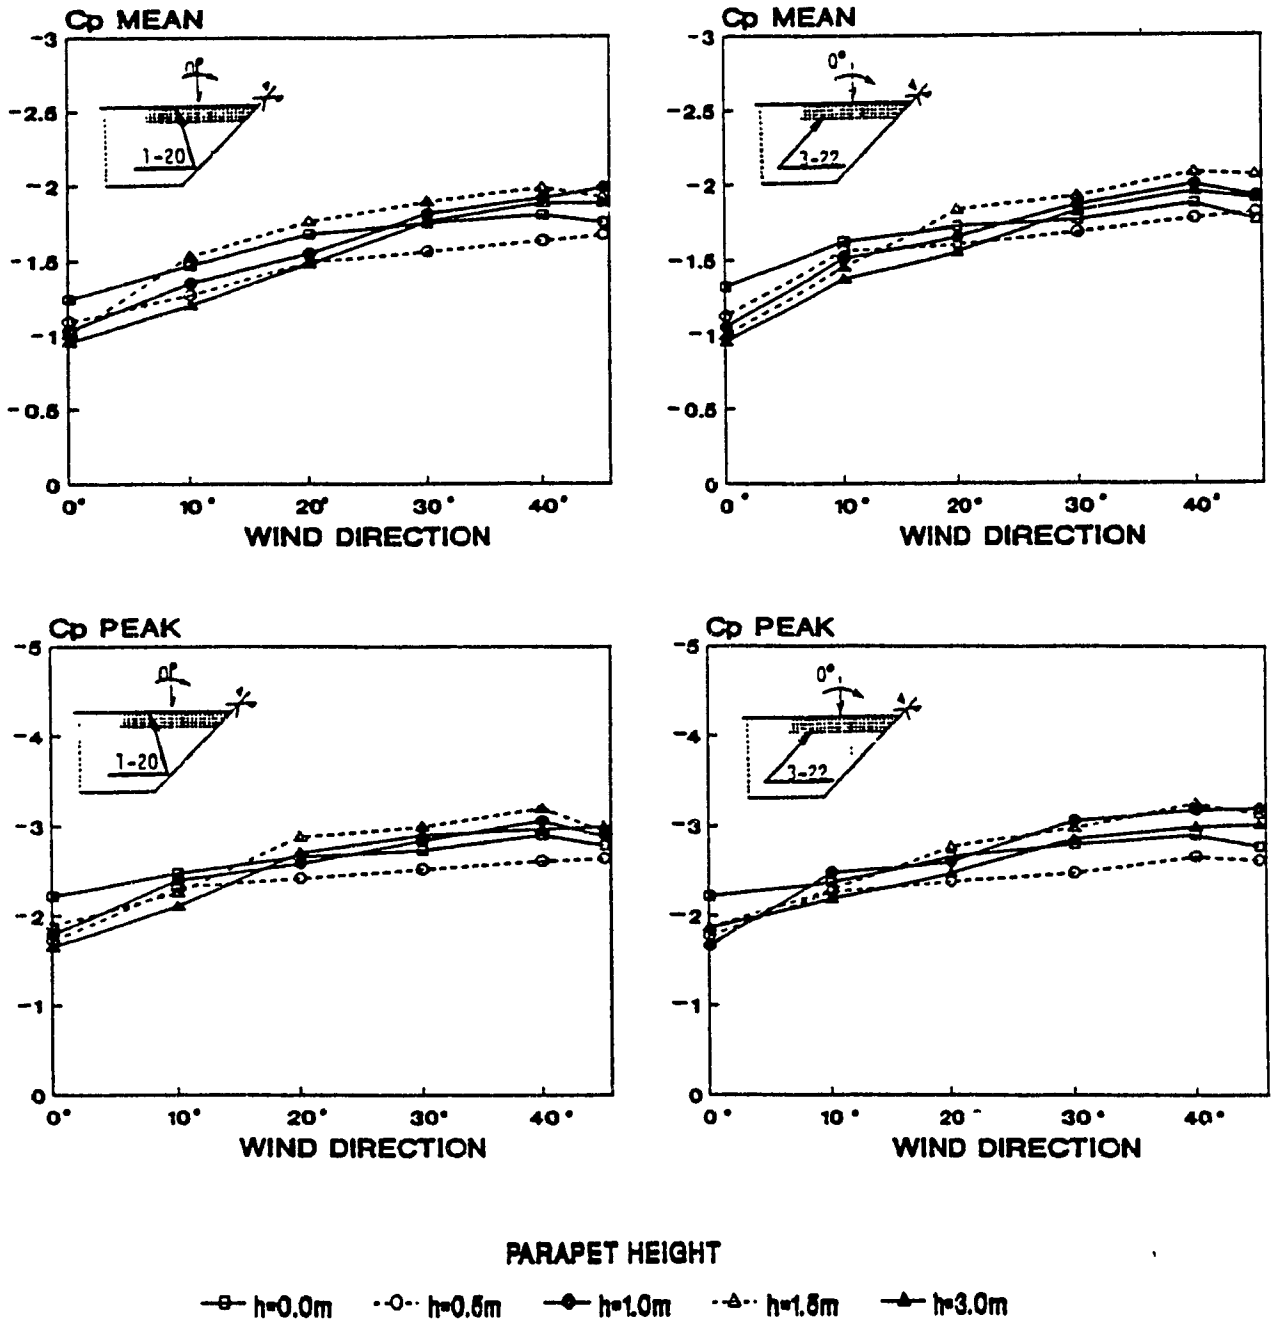 Cp MEAN
-3
-2.5
-2
-1.5
-1
-0.5
0
0°
1-20
0° 10° 20° 30° 40°
WIND DIRECTION
Cp MEAN
-3
-2.5
-2
-1.5
-1
-0.5
0
0°
3-22
0° 10° 20° 30° 40°
WIND DIRECTION
Cp PEAK
-5
-4
-3
-2
-1
0
0°
1-20
0° 10° 20° 30° 40°
WIND DIRECTION
Cp PEAK
-5
-4
-3
-2
-1
0
0°
3-22
0° 10° 20° 30° 40°
WIND DIRECTION
PARAPET HEIGHT
h=0.0m h=0.5m h=1.0m h=1.5m h=3.0m